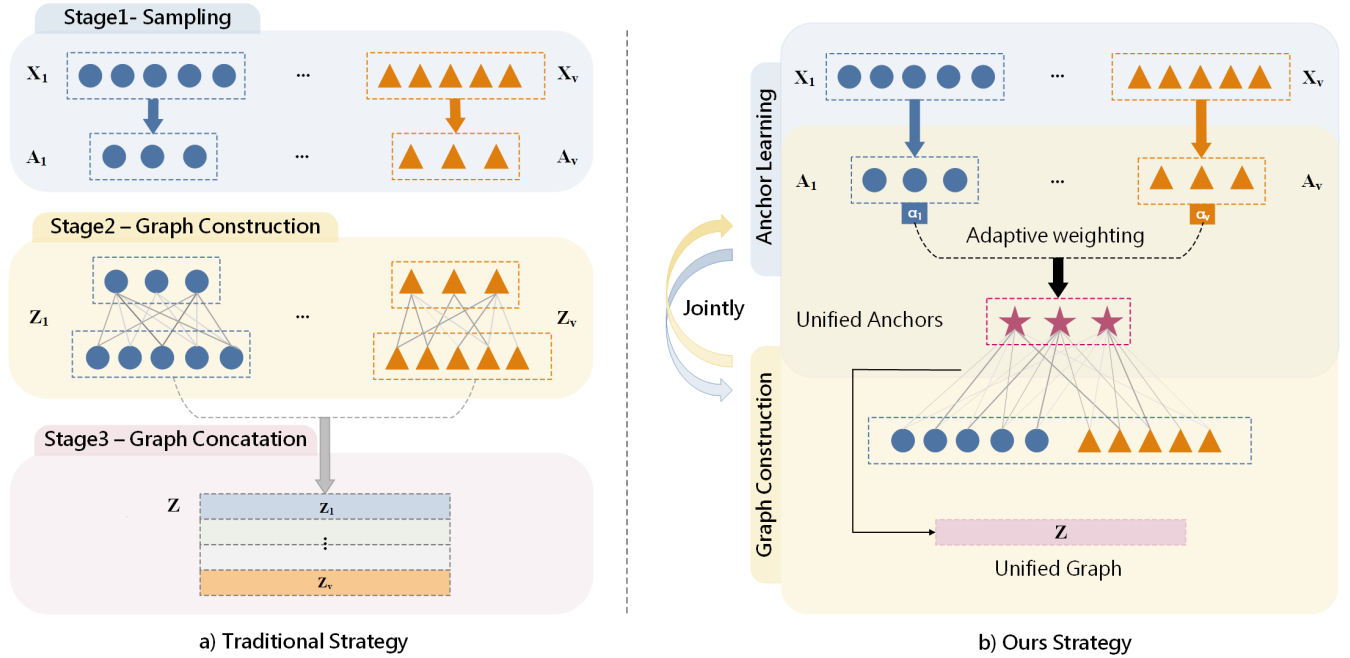 Stage1- Sampling
X1 ... Xv
A1 ... Av
Stage2 – Graph Construction
Z1 ... Zv
Stage3 – Graph Concatation
Z
Z1
⋮
Zv
a) Traditional Strategy
Anchor Learning
X1 ... Xv
A1 ... Av
α1 αv
Adaptive weighting
Jointly
Unified Anchors
Graph Construction
Z
Unified Graph
b) Ours Strategy